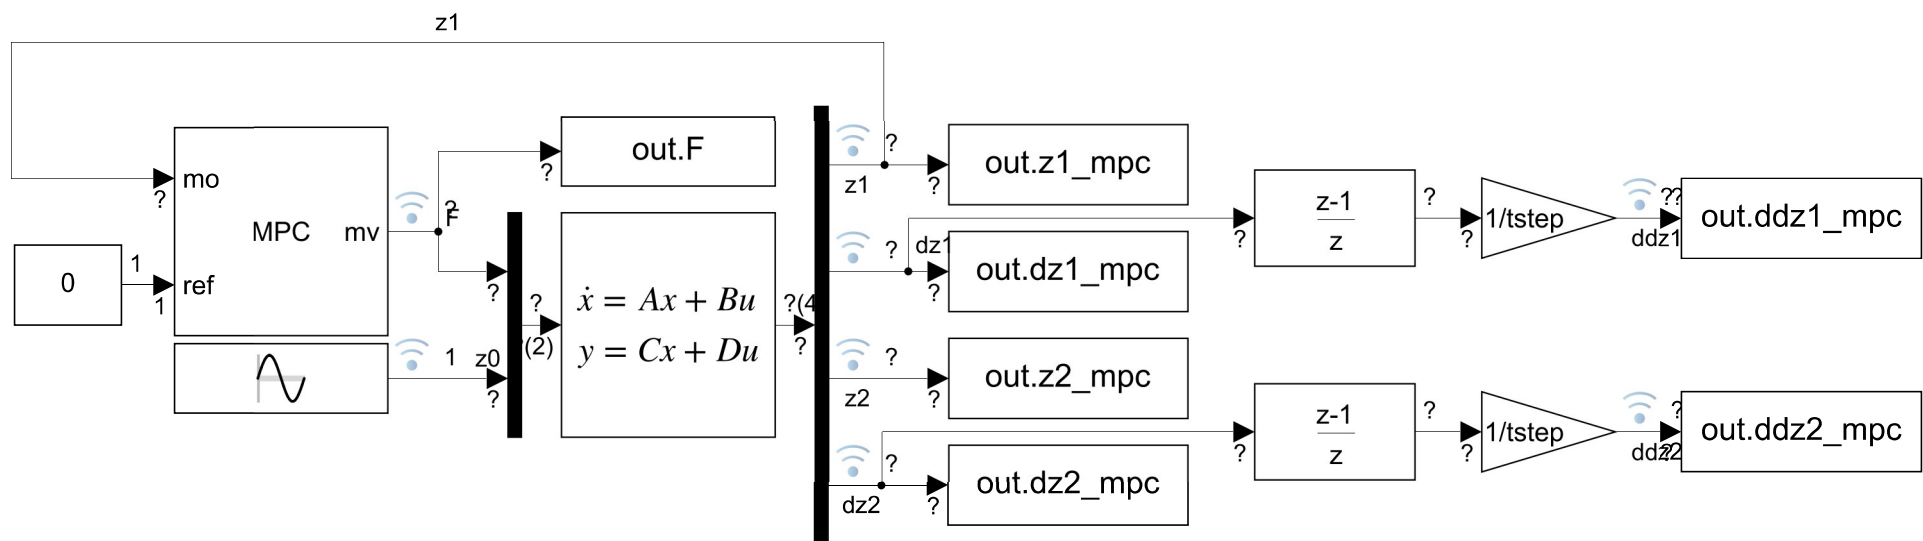 z1
mo
?
MPC
mv
ref
0
1
1
?
F
out.F
?
?
1
z0
?
?
?(2)
ẋ = Ax + Bu
y = Cx + Du
?(4
?
?
z1
out.z1_mpc
?
?
dz1
out.dz1_mpc
?
?
z2
out.z2_mpc
?
?
dz2
out.dz2_mpc
?
z-1
z
?
?
1/tstep
?
??
ddz1
out.ddz1_mpc
z-1
z
?
?
1/tstep
?
?
ddz2
?
out.ddz2_mpc